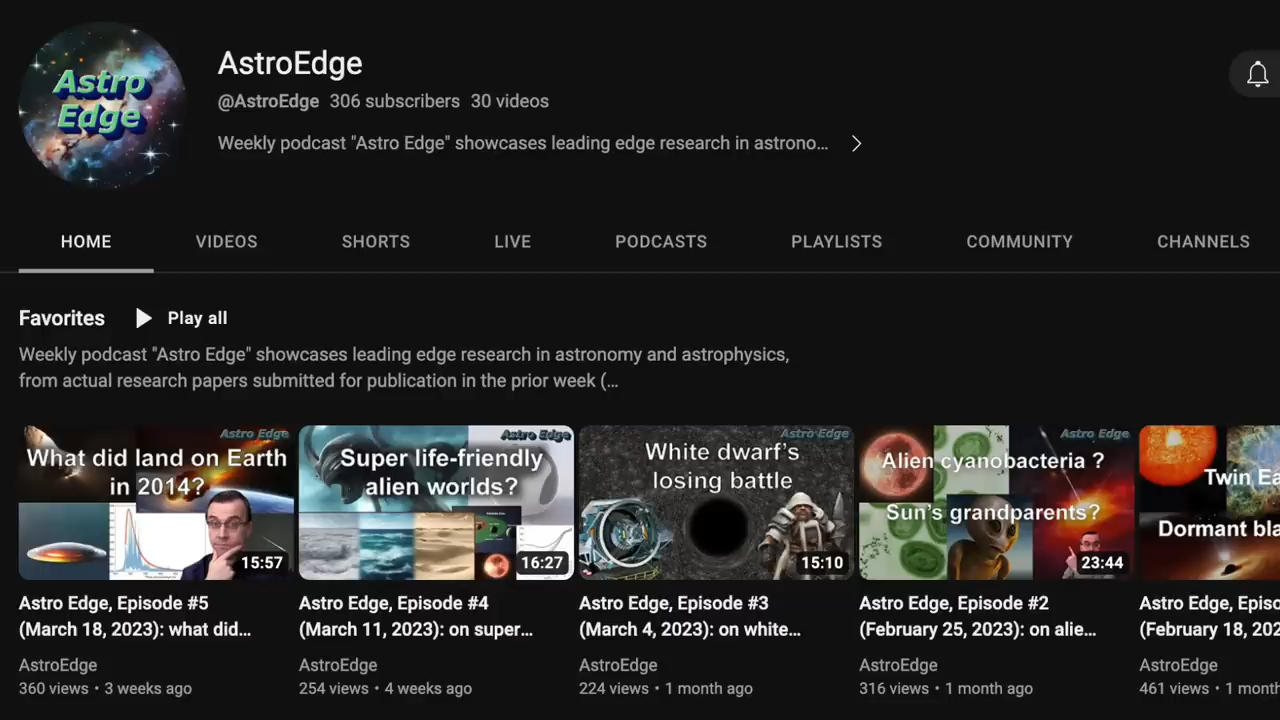 Astro
Edge
AstroEdge
@AstroEdge 306 subscribers 30 videos
Weekly podcast "Astro Edge" showcases leading edge research in astrono...
HOME VIDEOS SHORTS LIVE PODCASTS PLAYLISTS COMMUNITY CHANNELS
Favorites Play all
Weekly podcast "Astro Edge" showcases leading edge research in astronomy and astrophysics,
from actual research papers submitted for publication in the prior week (...
Astro Edge
What did land on Earth
in 2014?
15:57
Astro Edge
Super life-friendly
alien worlds?
16:27
Astro Edge
White dwarf's
losing battle
15:10
Astro Edge
Alien cyanobacteria ?
Sun's grandparents?
23:44
Twin Ea
Dormant bla
Astro Edge, Episode #5
(March 18, 2023): what did...
AstroEdge
360 views • 3 weeks ago
Astro Edge, Episode #4
(March 11, 2023): on super...
AstroEdge
254 views • 4 weeks ago
Astro Edge, Episode #3
(March 4, 2023): on white...
AstroEdge
224 views • 1 month ago
Astro Edge, Episode #2
(February 25, 2023): on alie...
AstroEdge
316 views • 1 month ago
Astro Edge, Episo
(February 18, 202
AstroEdge
461 views • 1 month